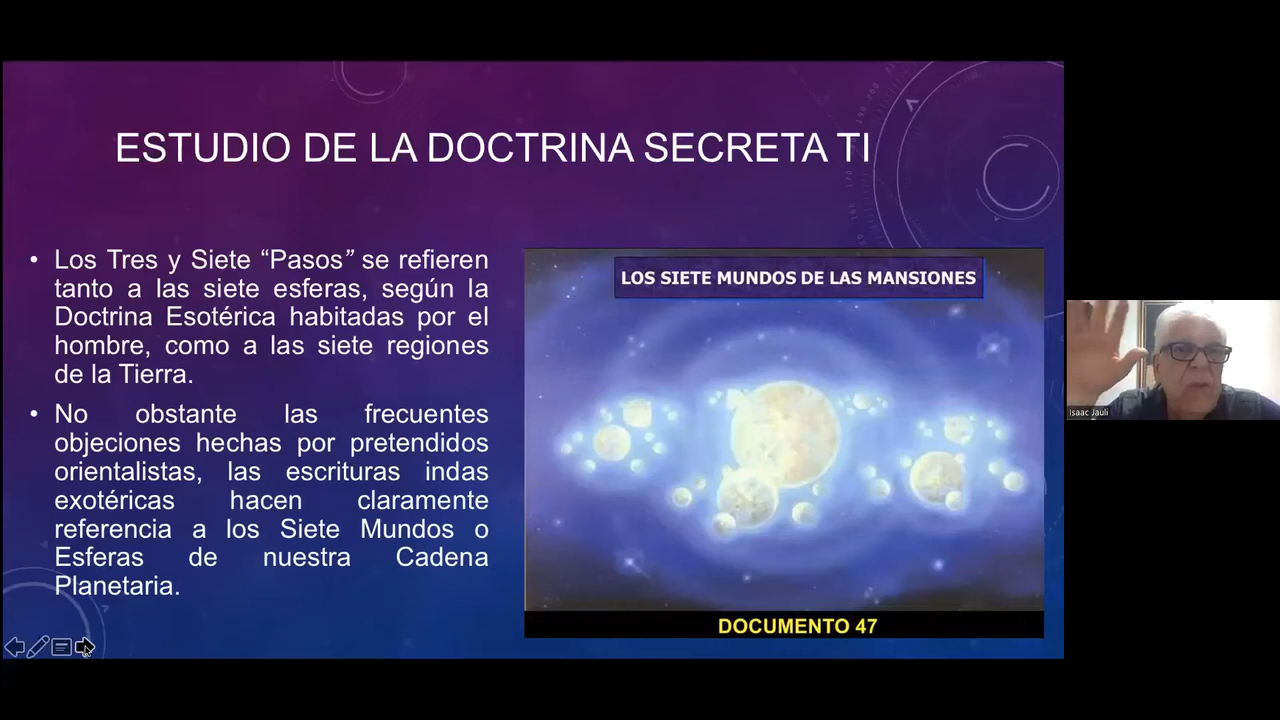 ESTUDIO DE LA DOCTRINA SECRETA TI
• Los Tres y Siete “Pasos” se refieren
tanto a las siete esferas, según la
Doctrina Esotérica habitadas por el
hombre, como a las siete regiones
de la Tierra.
• No obstante las frecuentes
objeciones hechas por pretendidos
orientalistas, las escrituras indas
exotéricas hacen claramente
referencia a los Siete Mundos o
Esferas de nuestra Cadena
Planetaria.
LOS SIETE MUNDOS DE LAS MANSIONES
DOCUMENTO 47
Isaac Jauli